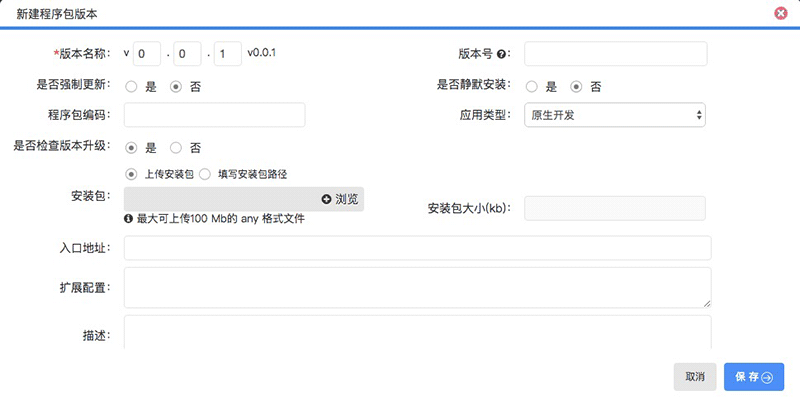 新建程序包版本
*版本名称: v 0 . 0 . 1 v0.0.1 版本号 ?:
是否强制更新: 是 否 是否静默安装: 是 否
程序包编码: 应用类型: 原生开发
是否检查版本升级: 是 否
上传安装包 填写安装包路径
安装包: 浏览 安装包大小(kb):
最大可上传100 Mb的 any 格式文件
入口地址:
扩展配置:
描述:
取消 保存